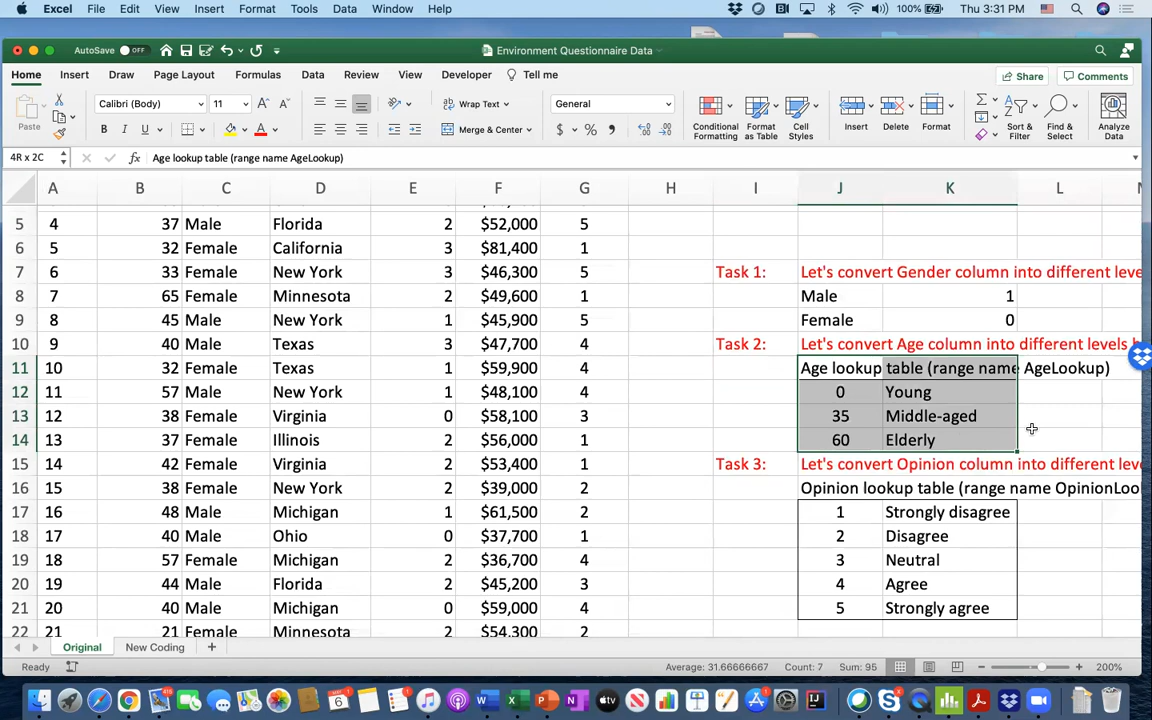 Excel File Edit View Insert Format Tools Data Window Help 100% Thu 3:31 PM
AutoSave OFF Environment Questionnaire Data
Home Insert Draw Page Layout Formulas Data Review View Developer Tell me Share Comments
Paste Calibri (Body) 11 Wrap Text General Conditional Formatting Format as Table Cell Styles Insert Delete Format Sort & Filter Find & Select Analyze Data
B I U Merge & Center $ %
4R x 2C fx Age lookup table (range name AgeLookup)
A B C D E F G H I J K L M
5 4 37 Male Florida 2 $52,000 5
6 5 32 Female California 3 $81,400 1
7 6 33 Female New York 3 $46,300 5 Task 1: Let's convert Gender column into different leve
8 7 65 Female Minnesota 2 $49,600 1 Male 1
9 8 45 Male New York 1 $45,900 5 Female 0
10 9 40 Male Texas 3 $47,700 4 Task 2: Let's convert Age column into different levels b
11 10 32 Female Texas 1 $59,900 4 Age lookup table (range name AgeLookup)
12 11 57 Male New York 1 $48,100 4 0 Young
13 12 38 Female Virginia 0 $58,100 3 35 Middle-aged
14 13 37 Female Illinois 2 $56,000 1 60 Elderly
15 14 42 Female Virginia 2 $53,400 1 Task 3: Let's convert Opinion column into different leve
16 15 38 Female New York 2 $39,000 2 Opinion lookup table (range name OpinionLoo
17 16 48 Male Michigan 1 $61,500 2 1 Strongly disagree
18 17 40 Male Ohio 0 $37,700 1 2 Disagree
19 18 57 Female Michigan 2 $36,700 4 3 Neutral
20 19 44 Male Florida 2 $45,200 3 4 Agree
21 20 40 Male Michigan 0 $59,000 4 5 Strongly agree
22 21 21 Female Minnesota 2 $54,300 2
Original New Coding +
Ready Average: 31.66666667 Count: 7 Sum: 95 200%